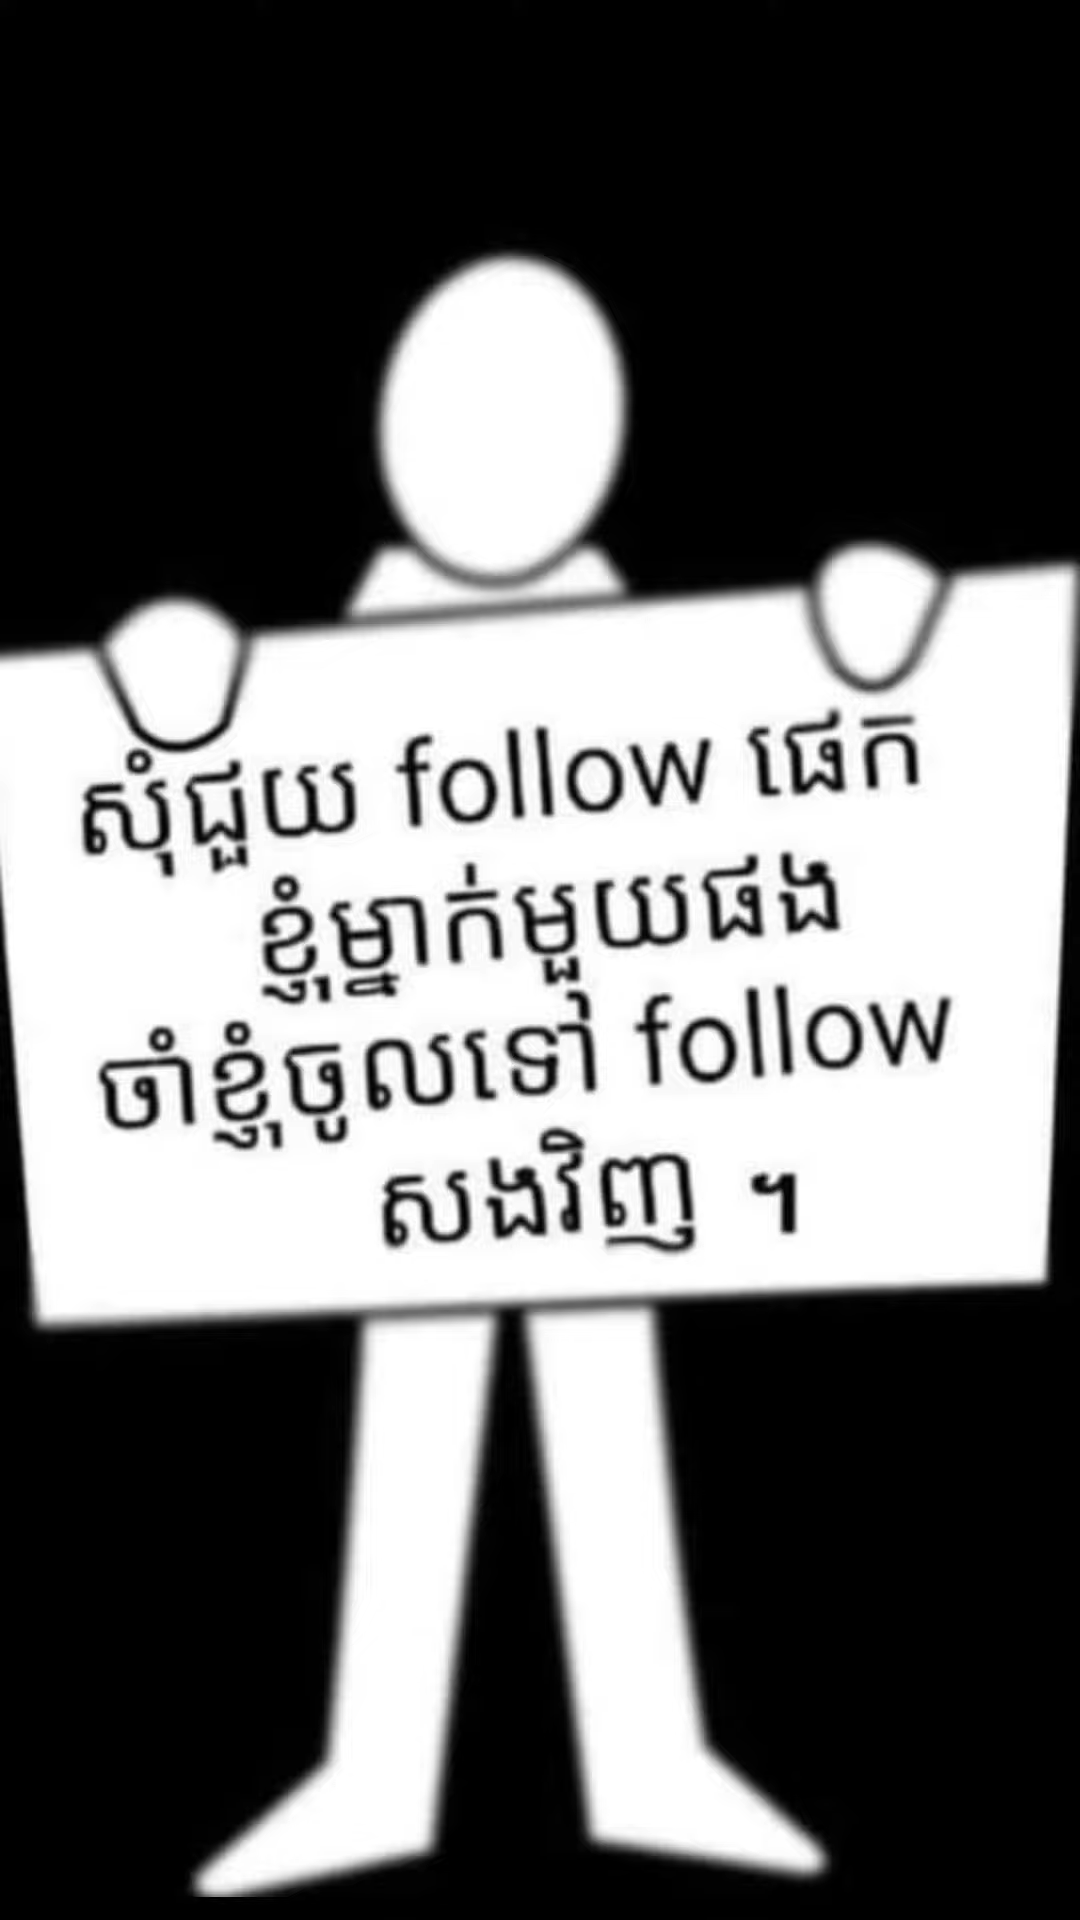 សុំជួយ follow ផេក
ខ្ញុំម្នាក់មួយផង
ចាំខ្ញុំចូលទៅ follow
សងវិញ ។